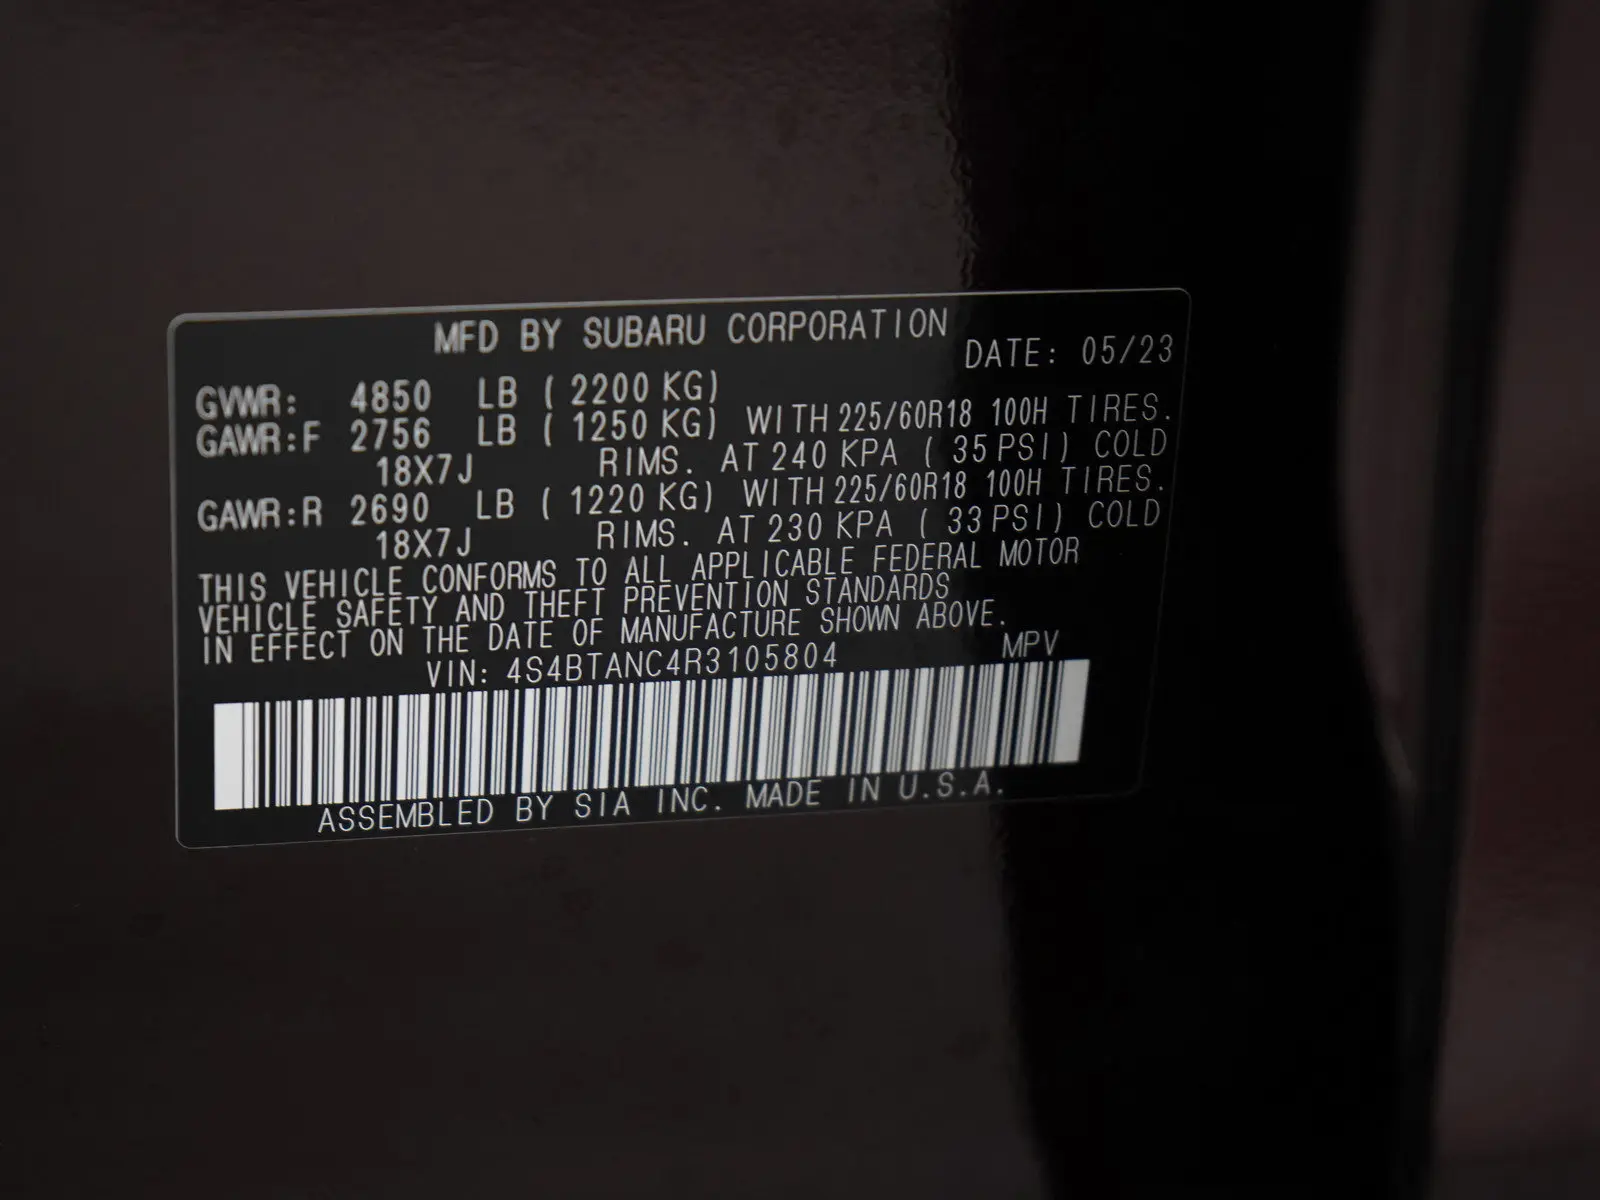 MFD BY SUBARU CORPORATION
DATE: 05/23
GVWR: 4850 LB ( 2200 KG)
GAWR:F 2756 LB ( 1250 KG) WITH 225/60R18 100H TIRES.
18X7J RIMS. AT 240 KPA ( 35 PSI) COLD
GAWR:R 2690 LB ( 1220 KG) WITH 225/60R18 100H TIRES.
18X7J RIMS. AT 230 KPA ( 33 PSI) COLD
THIS VEHICLE CONFORMS TO ALL APPLICABLE FEDERAL MOTOR
VEHICLE SAFETY AND THEFT PREVENTION STANDARDS
IN EFFECT ON THE DATE OF MANUFACTURE SHOWN ABOVE.
VIN: 4S4BTANC4R3105804 MPV
ASSEMBLED BY SIA INC. MADE IN U.S.A.